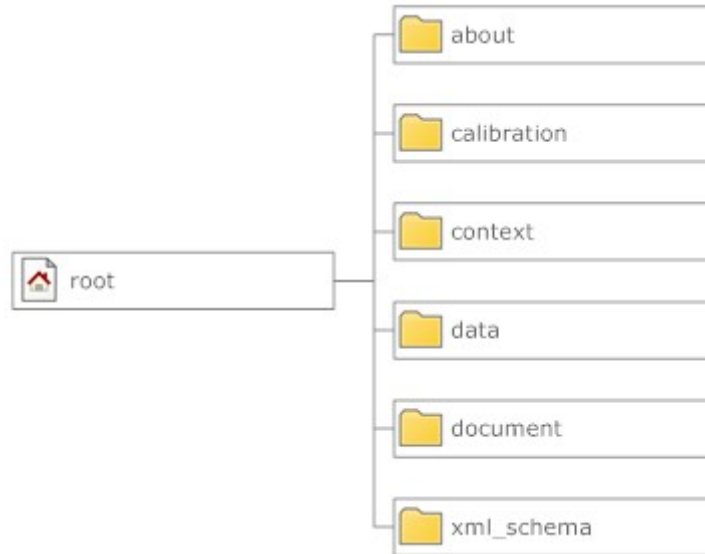 about
calibration
context
root
data
document
xml_schema